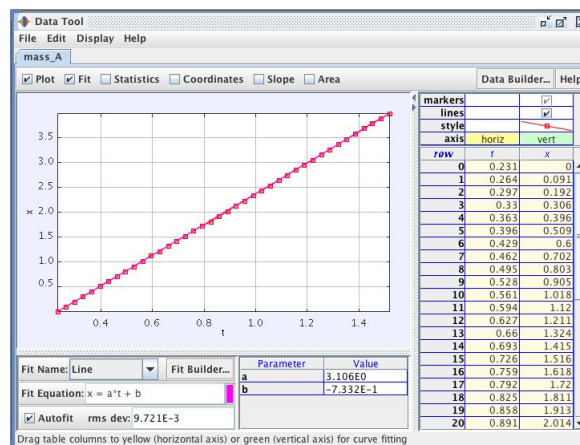 Data Tool
File Edit Display Help
mass_A
Plot Fit Statistics Coordinates Slope Area Data Builder... Help
markers
lines
style
axis horiz vert
row t x
0 0.231 0
1 0.264 0.091
2 0.297 0.192
3 0.33 0.306
4 0.363 0.396
5 0.396 0.509
6 0.429 0.6
7 0.462 0.702
8 0.495 0.803
9 0.528 0.905
10 0.561 1.018
11 0.594 1.12
12 0.627 1.211
13 0.66 1.324
14 0.693 1.415
15 0.726 1.516
16 0.759 1.618
17 0.792 1.72
18 0.825 1.811
19 0.858 1.913
20 0.891 2.014
3.5
3.0
2.5
x 2.0
1.5
1.0
0.5
0.4 0.6 0.8 1.0 1.2 1.4
t
Fit Name: Line Fit Builder...
Fit Equation: x = a*t + b
Autofit rms dev: 9.721E-3
Parameter Value
a 3.106E0
b -7.332E-1
Drag table columns to yellow (horizontal axis) or green (vertical axis) for curve fitting